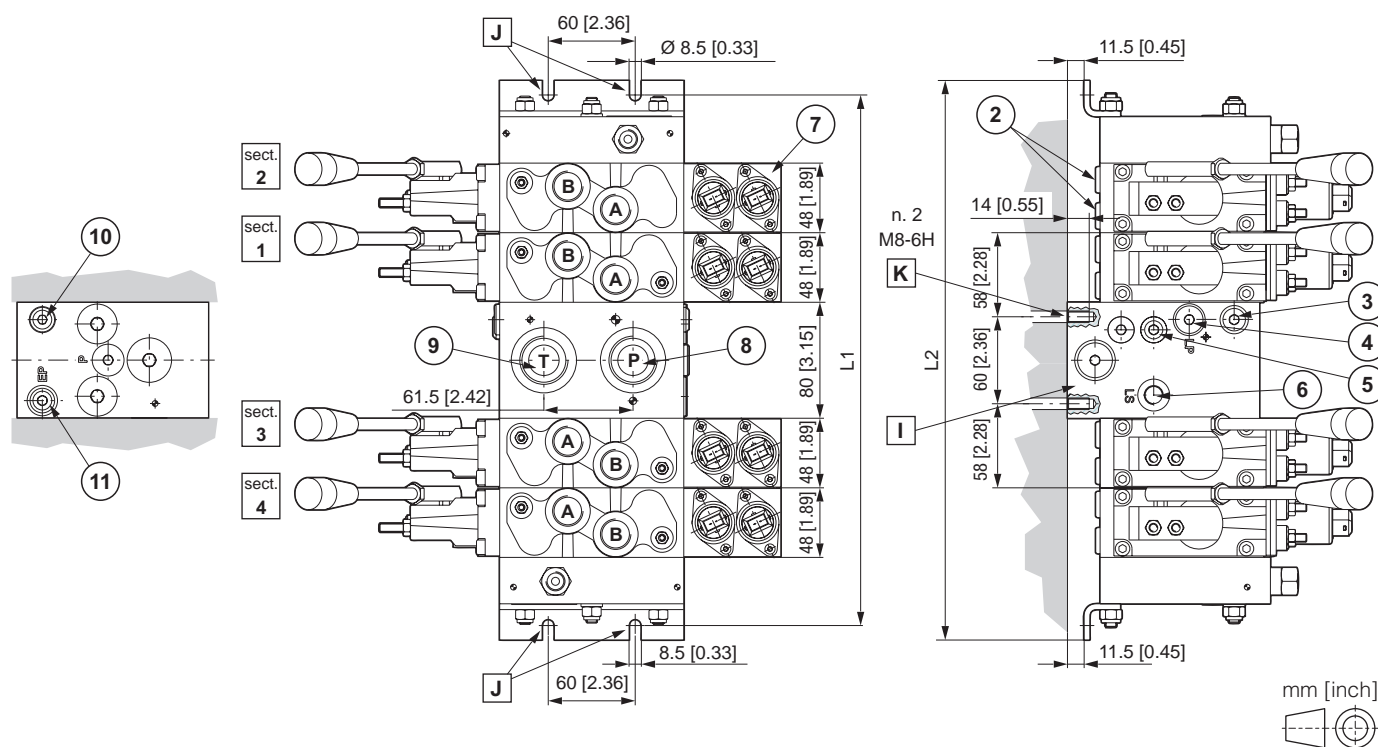 60 [2.36]
J
Ø 8.5 [0.33]
11.5 [0.45]
2
7
sect.
2
B
A
48 [1.89]
14 [0.55]
n. 2
M8-6H
10
sect.
1
B
A
48 [1.89]
K
58 [2.28]
3
4
P
EP
9
T
P
8
80 [3.15]
L1
L2
60 [2.36]
LP
5
61.5 [2.42]
LS
6
11
sect.
3
A
B
48 [1.89]
I
58 [2.28]
sect.
4
A
B
48 [1.89]
J
8.5 [0.33]
60 [2.36]
11.5 [0.45]
mm [inch]